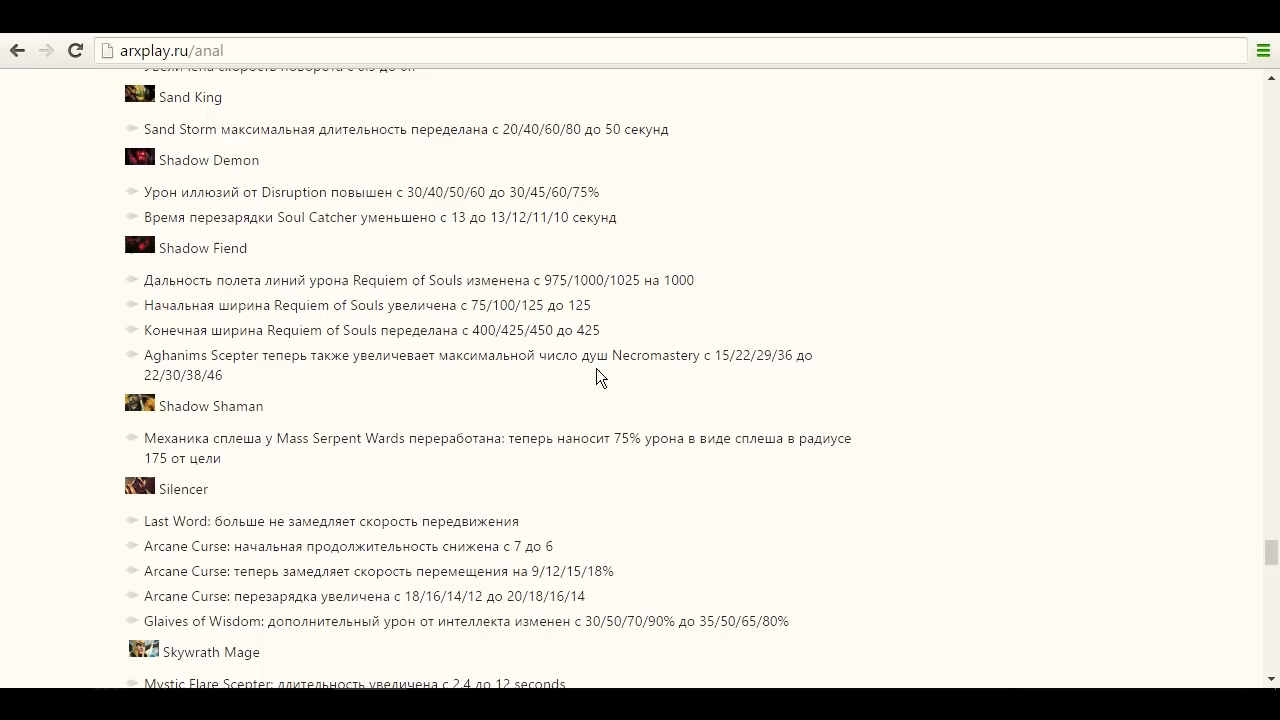 arxplay.ru/anal
Увеличена скорость поворота с 0.5 до 0.
Sand King
Sand Storm максимальная длительность переделана с 20/40/60/80 до 50 секунд
Shadow Demon
Урон иллюзий от Disruption повышен с 30/40/50/60 до 30/45/60/75%
Время перезарядки Soul Catcher уменьшено с 13 до 13/12/11/10 секунд
Shadow Fiend
Дальность полета линий урона Requiem of Souls изменена с 975/1000/1025 на 1000
Начальная ширина Requiem of Souls увеличена с 75/100/125 до 125
Конечная ширина Requiem of Souls переделана с 400/425/450 до 425
Aghanims Scepter теперь также увеличевает максимальной число душ Necromastery с 15/22/29/36 до
22/30/38/46
Shadow Shaman
Механика сплеша у Mass Serpent Wards переработана: теперь наносит 75% урона в виде сплеша в радиусе
175 от цели
Silencer
Last Word: больше не замедляет скорость передвижения
Arcane Curse: начальная продолжительность снижена с 7 до 6
Arcane Curse: теперь замедляет скорость перемещения на 9/12/15/18%
Arcane Curse: перезарядка увеличена с 18/16/14/12 до 20/18/16/14
Glaives of Wisdom: дополнительный урон от интеллекта изменен с 30/50/70/90% до 35/50/65/80%
Skywrath Mage
Mystic Flare Scepter: длительность увеличена с 2.4 до 12 seconds